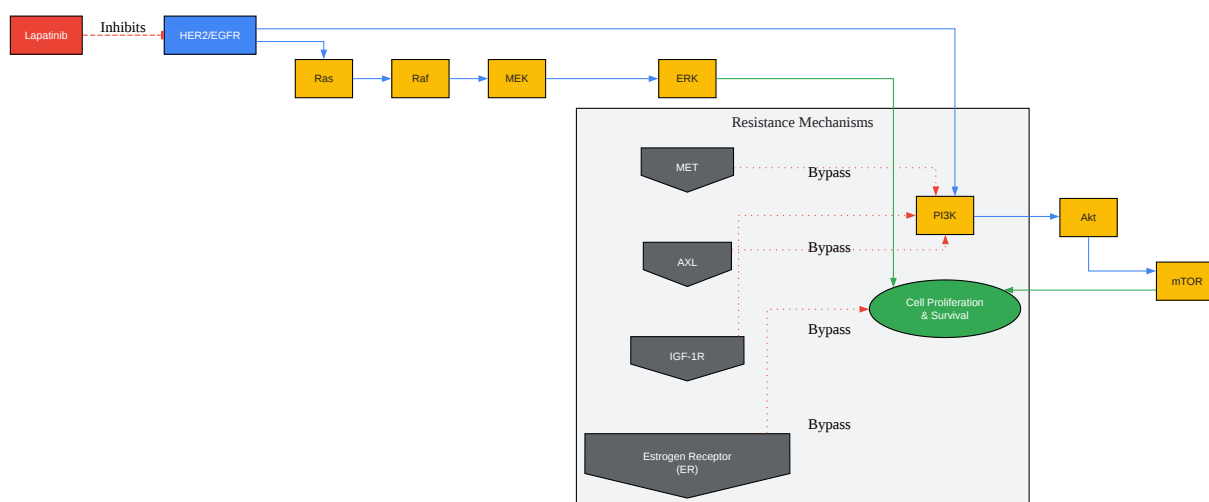 Lapatinib
Inhibits
HER2/EGFR
Ras
Raf
MEK
ERK
Resistance Mechanisms
MET
Bypass
PI3K
Akt
AXL
Bypass
mTOR
Cell Proliferation
& Survival
Bypass
IGF-1R
Bypass
Estrogen Receptor
(ER)